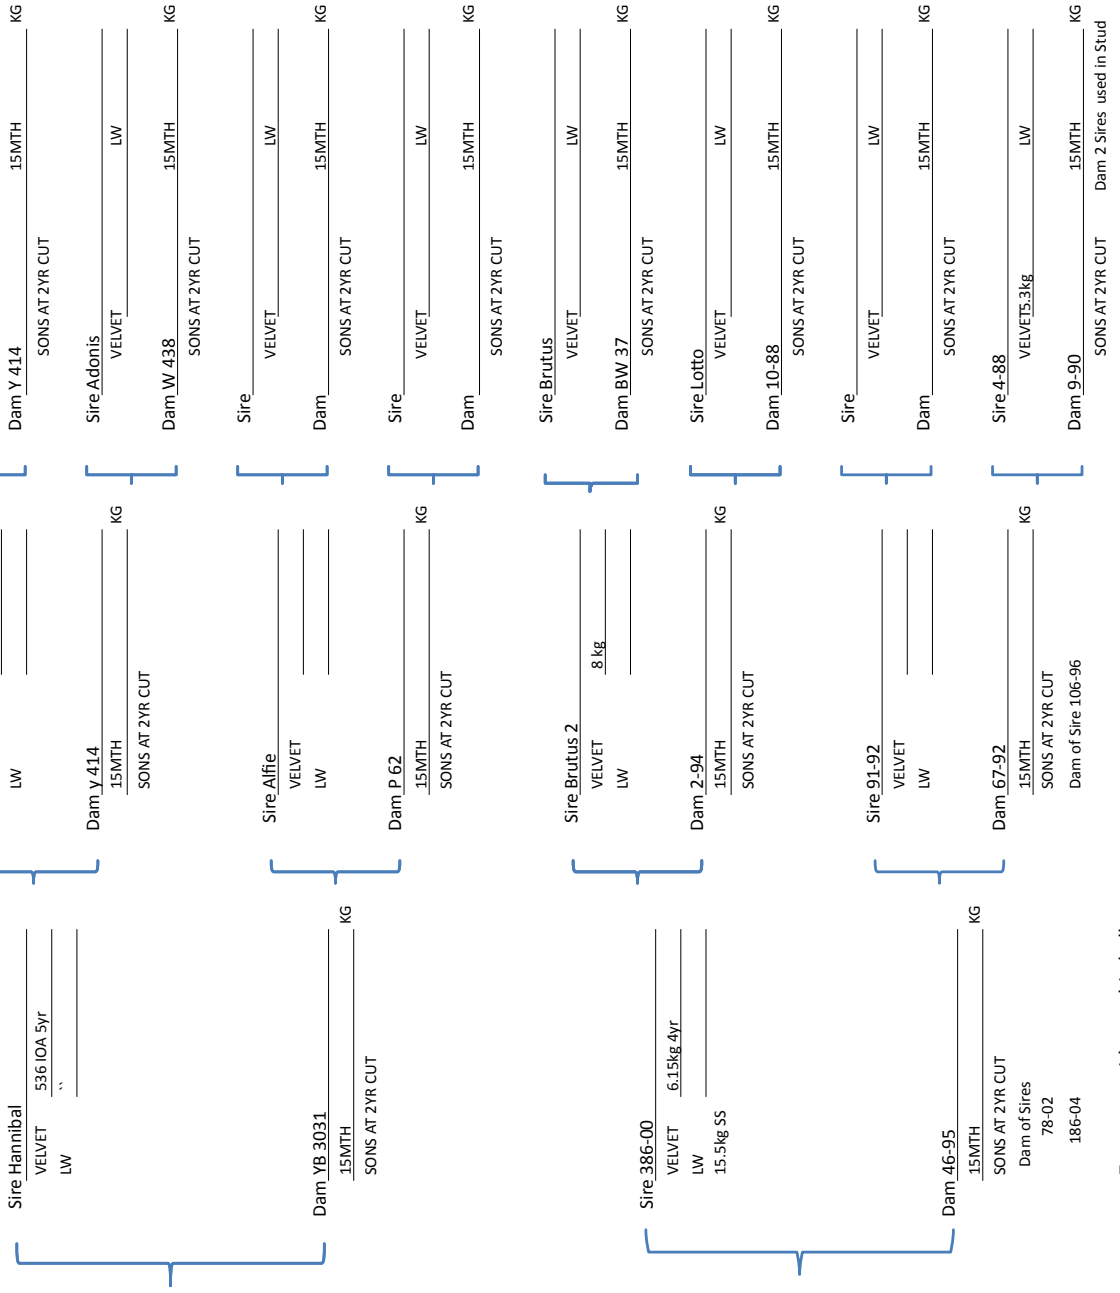 Sire Hannibal
VELVET 536 IOA 5yr
LW ``
Dam YB 3031
15MTH KG
SONS AT 2YR CUT
Sire 386-00
VELVET 6.15kg 4yr
LW
15.5kg SS
Dam 46-95
15MTH KG
SONS AT 2YR CUT
Dam of Sires
78-02
186-04
LW
Dam y 414
15MTH KG
SONS AT 2YR CUT
Sire Alfie
VELVET
LW
Dam P 62
15MTH KG
SONS AT 2YR CUT
Sire Brutus 2
VELVET 8 kg
LW
Dam 2-94
15MTH KG
SONS AT 2YR CUT
Sire 91-92
VELVET
LW
Dam 67-92
15MTH KG
SONS AT 2YR CUT
Dam of Sire 106-96
Dam Y 414 15MTH KG
SONS AT 2YR CUT
Sire Adonis
VELVET LW
Dam W 438 15MTH KG
SONS AT 2YR CUT
Sire
VELVET LW
Dam 15MTH KG
SONS AT 2YR CUT
Sire
VELVET LW
Dam 15MTH KG
SONS AT 2YR CUT
Sire Brutus
VELVET LW
Dam BW 37 15MTH KG
SONS AT 2YR CUT
Sire Lotto
VELVET LW
Dam 10-88 15MTH KG
SONS AT 2YR CUT
Sire
VELVET LW
Dam 15MTH KG
SONS AT 2YR CUT
Sire 4-88
VELVET 5.3kg LW
Dam 9-90 15MTH KG
SONS AT 2YR CUT Dam 2 Sires used in Stud